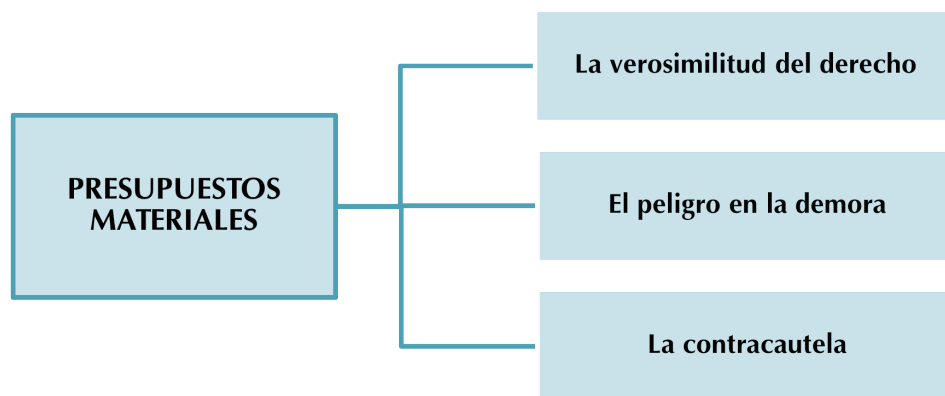 PRESUPUESTOS
MATERIALES
La verosimilitud del derecho
El peligro en la demora
La contracautela